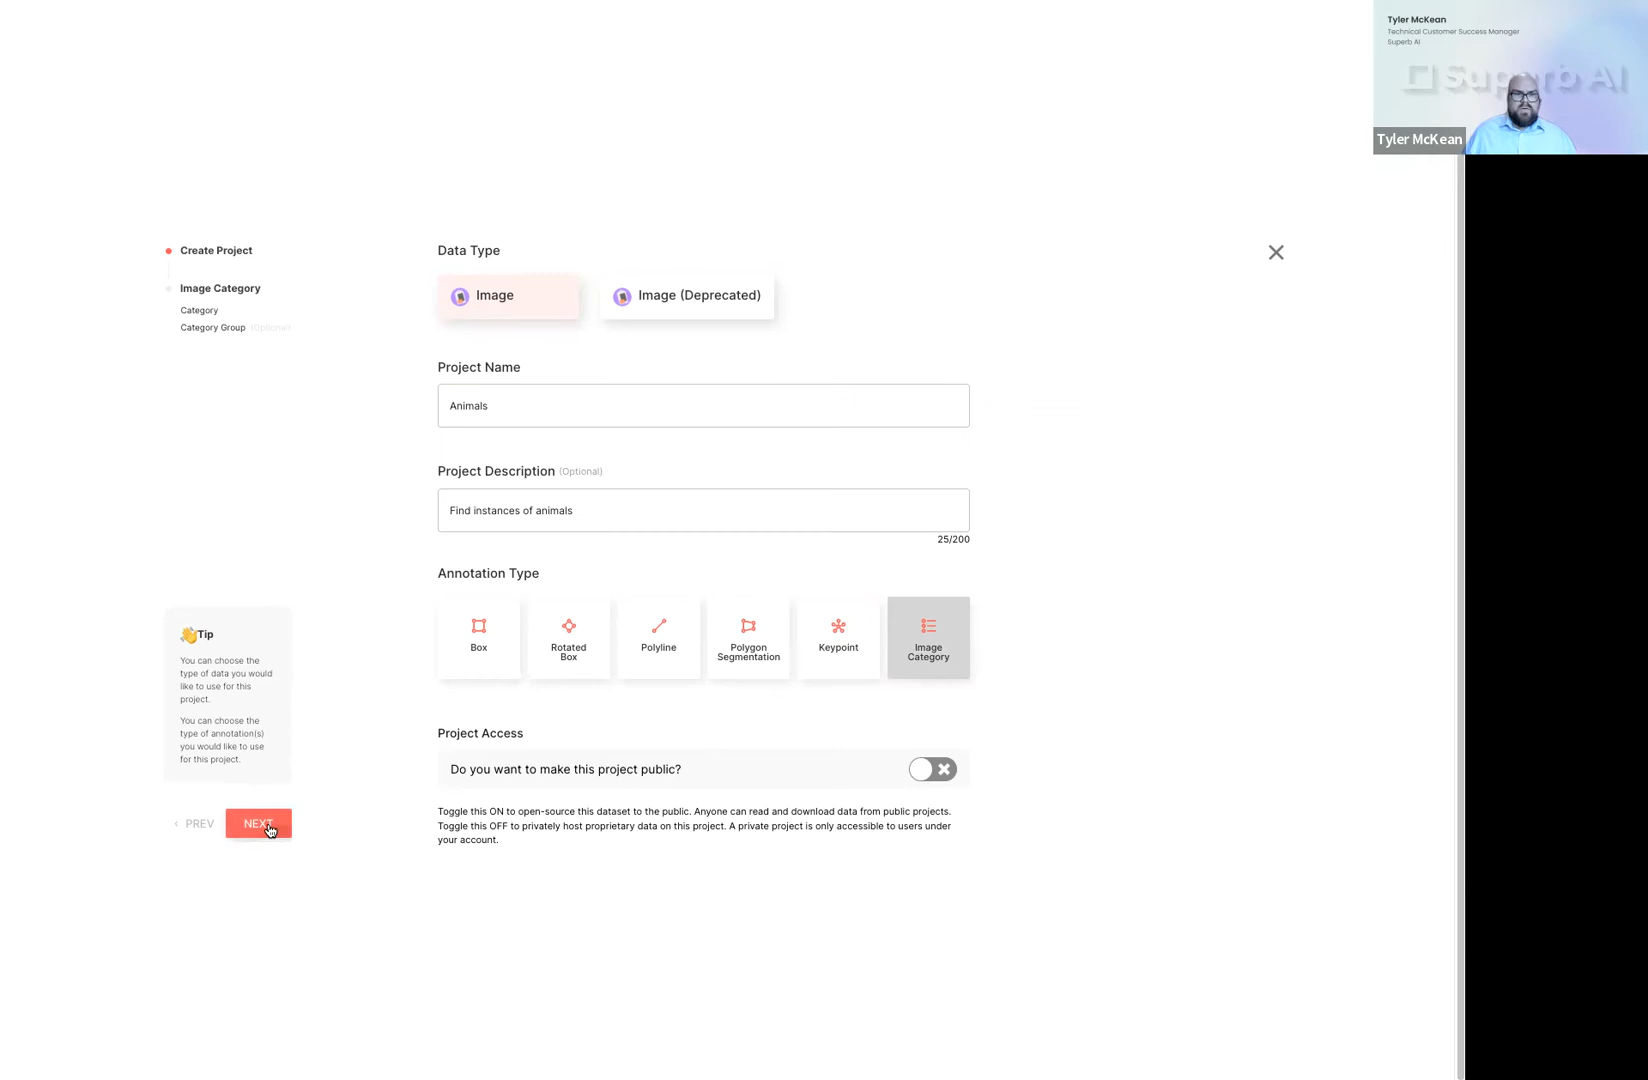 Tyler McKean
Technical Customer Success Manager
Superb AI
Superb AI
Tyler McKean
Create Project
Image Category
Category
Category Group (Optional)
Data Type
Image
Image (Deprecated)
Project Name
Animals
Project Description (Optional)
Find instances of animals
25/200
Annotation Type
Box
Rotated
Box
Polyline
Polygon
Segmentation
Keypoint
Image
Category
Project Access
Do you want to make this project public?
Toggle this ON to open-source this dataset to the public. Anyone can read and download data from public projects.
Toggle this OFF to privately host proprietary data on this project. A private project is only accessible to users under
your account.
Tip
You can choose the
type of data you would
like to use for this
project.
You can choose the
type of annotation(s)
you would like to use
for this project.
PREV
NEXT